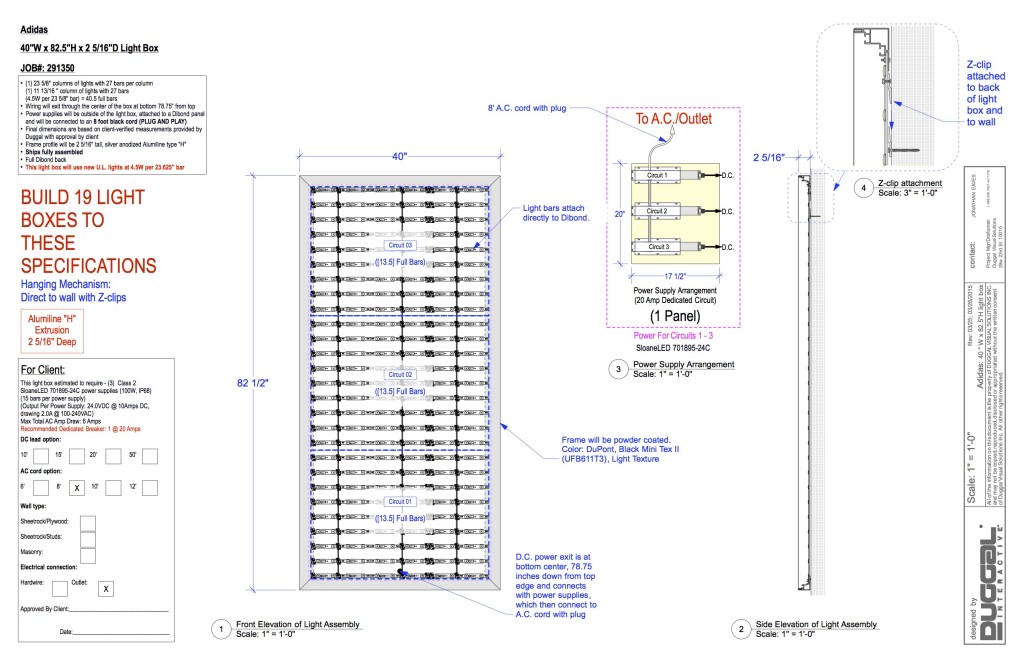 Adidas
40"W x 82.5"H x 2 5/16"D Light Box
JOB#: 291350
• (1) 23 5/8" columns of lights with 27 bars per column
(1) 11 13/16 " column of lights with 27 bars
(4.5W per 23 5/8" bar) = 40.5 full bars
• Wiring will exit through the center of the box at bottom 78.75" from top
• Power supplies will be outside of the light box, attached to a Dibond panel
and will be connected to an 8 foot black cord (PLUG AND PLAY)
• Final dimensions are based on client-verified measurements provided by
Duggal with approval by client
• Frame profile will be 2 5/16" tall, silver anodized Alumiline type "H"
• Ships fully assembled
• Full Dibond back
• This light box will use new U.L. lights at 4.5W per 23.625" bar
BUILD 19 LIGHT
BOXES TO
THESE
SPECIFICATIONS
Hanging Mechanism:
Direct to wall with Z-clips
Alumiline "H"
Extrusion
2 5/16" Deep
For Client:
This light box estimated to require - (3) Class 2
SloaneLED 701895-24C power supplies (100W, IP68)
(15 bars per power supply)
(Output Per Power Supply: 24.0VDC @ 10Amps DC,
drawing 2.0A @ 100-240VAC)
Max Total AC Amp Draw: 6 Amps
Recommended Dedicated Breaker: 1 @ 20 Amps
DC lead option:
10' 15' 20' 50'
AC cord option:
6' 8' X 10' 12'
Wall type:
Sheetrock/Plywood:
Sheetrock/Studs:
Masonry:
Electrical connection:
Hardwire: Outlet: X
Approved By Client:
Date:
40"
82 1/2"
Circuit 03
([13.5] Full Bars)
Circuit 02
([13.5] Full Bars)
Circuit 01
([13.5] Full Bars)
1
Front Elevation of Light Assembly
Scale: 1" = 1'-0"
8' A.C. cord with plug
Light bars attach
directly to Dibond.
Frame will be powder coated.
Color: DuPont, Black Mini Tex II
(UFB611T3), Light Texture
D.C. power exit is at
bottom center, 78.75
inches down from top
edge and connects
with power supplies,
which then connect to
A.C. cord with plug
To A.C./Outlet
Circuit 1
D.C.
Circuit 2
D.C.
Circuit 3
D.C.
20"
17 1/2"
Power Supply Arrangement
(20 Amp Dedicated Circuit)
(1 Panel)
Power For Circuits 1 - 3
SloaneLED 701895-24C
3
Power Supply Arrangement
Scale: 1" = 1'-0"
2 5/16"
2
Side Elevation of Light Assembly
Scale: 1" = 1'-0"
Z-clip
attached
to back
of light
box and
to wall
4
Z-clip attachment
Scale: 3" = 1'-0"
contact:
JONATHAN EAMES
Project Mgr/Draftsman
Duggal Visual Solutions
Rev: 03/25; 03/26/2015
Adidas: 40 " W x 82.5"H light box
All of the information on this document is the property of DUGGAL VISUAL SOLUTIONS INC.
and may not be copied, reproduced, disclosed or appropriated without the written consent
of Duggal Visual Solutions Inc. All other rights reserved.
Scale: 1" = 1'-0"
designed by
DUGGAL
INTERACTIVE